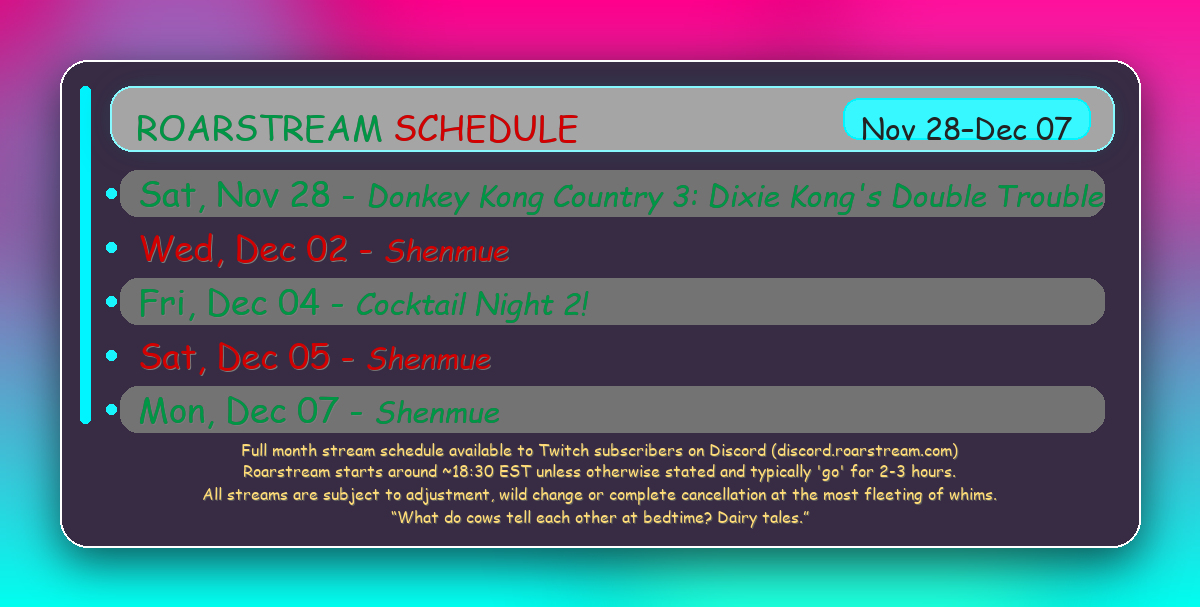 ROARSTREAM SCHEDULE
Nov 28–Dec 07
Sat, Nov 28 – Donkey Kong Country 3: Dixie Kong's Double Trouble
Wed, Dec 02 – Shenmue
Fri, Dec 04 – Cocktail Night 2!
Sat, Dec 05 – Shenmue
Mon, Dec 07 – Shenmue
Full month stream schedule available to Twitch subscribers on Discord (discord.roarstream.com)
Roarstream starts around ~18:30 EST unless otherwise stated and typically 'go' for 2-3 hours.
All streams are subject to adjustment, wild change or complete cancellation at the most fleeting of whims.
“What do cows tell each other at bedtime? Dairy tales.”